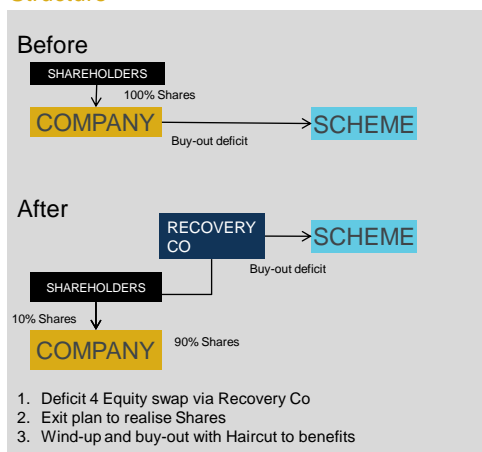 Before
SHAREHOLDERS
100% Shares
COMPANY
SCHEME
Buy-out deficit
After
RECOVERY
CO
SCHEME
Buy-out deficit
SHAREHOLDERS
10% Shares
90% Shares
COMPANY
1. Deficit 4 Equity swap via Recovery Co
2. Exit plan to realise Shares
3. Wind-up and buy-out with Haircut to benefits